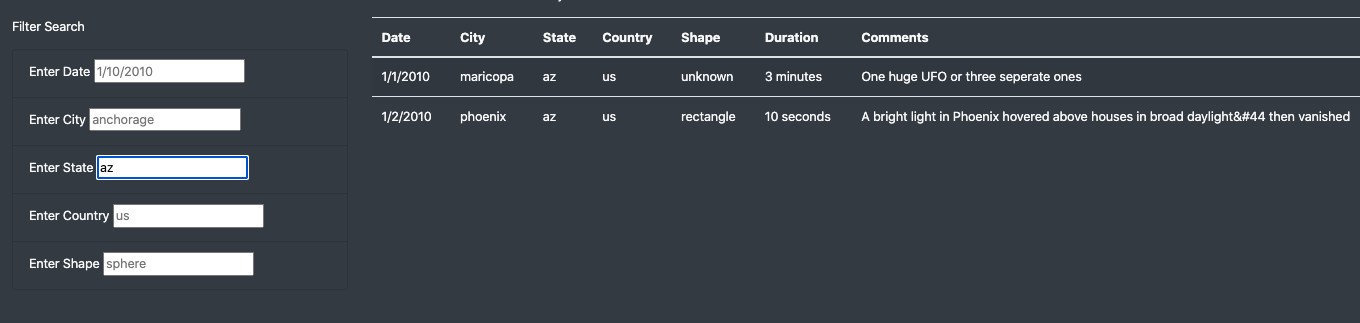 Filter Search
Enter Date 1/10/2010
Enter City anchorage
Enter State az
Enter Country us
Enter Shape sphere
Date City State Country Shape Duration Comments
1/1/2010 maricopa az us unknown 3 minutes One huge UFO or three seperate ones
1/2/2010 phoenix az us rectangle 10 seconds A bright light in Phoenix hovered above houses in broad daylight&#44 then vanished